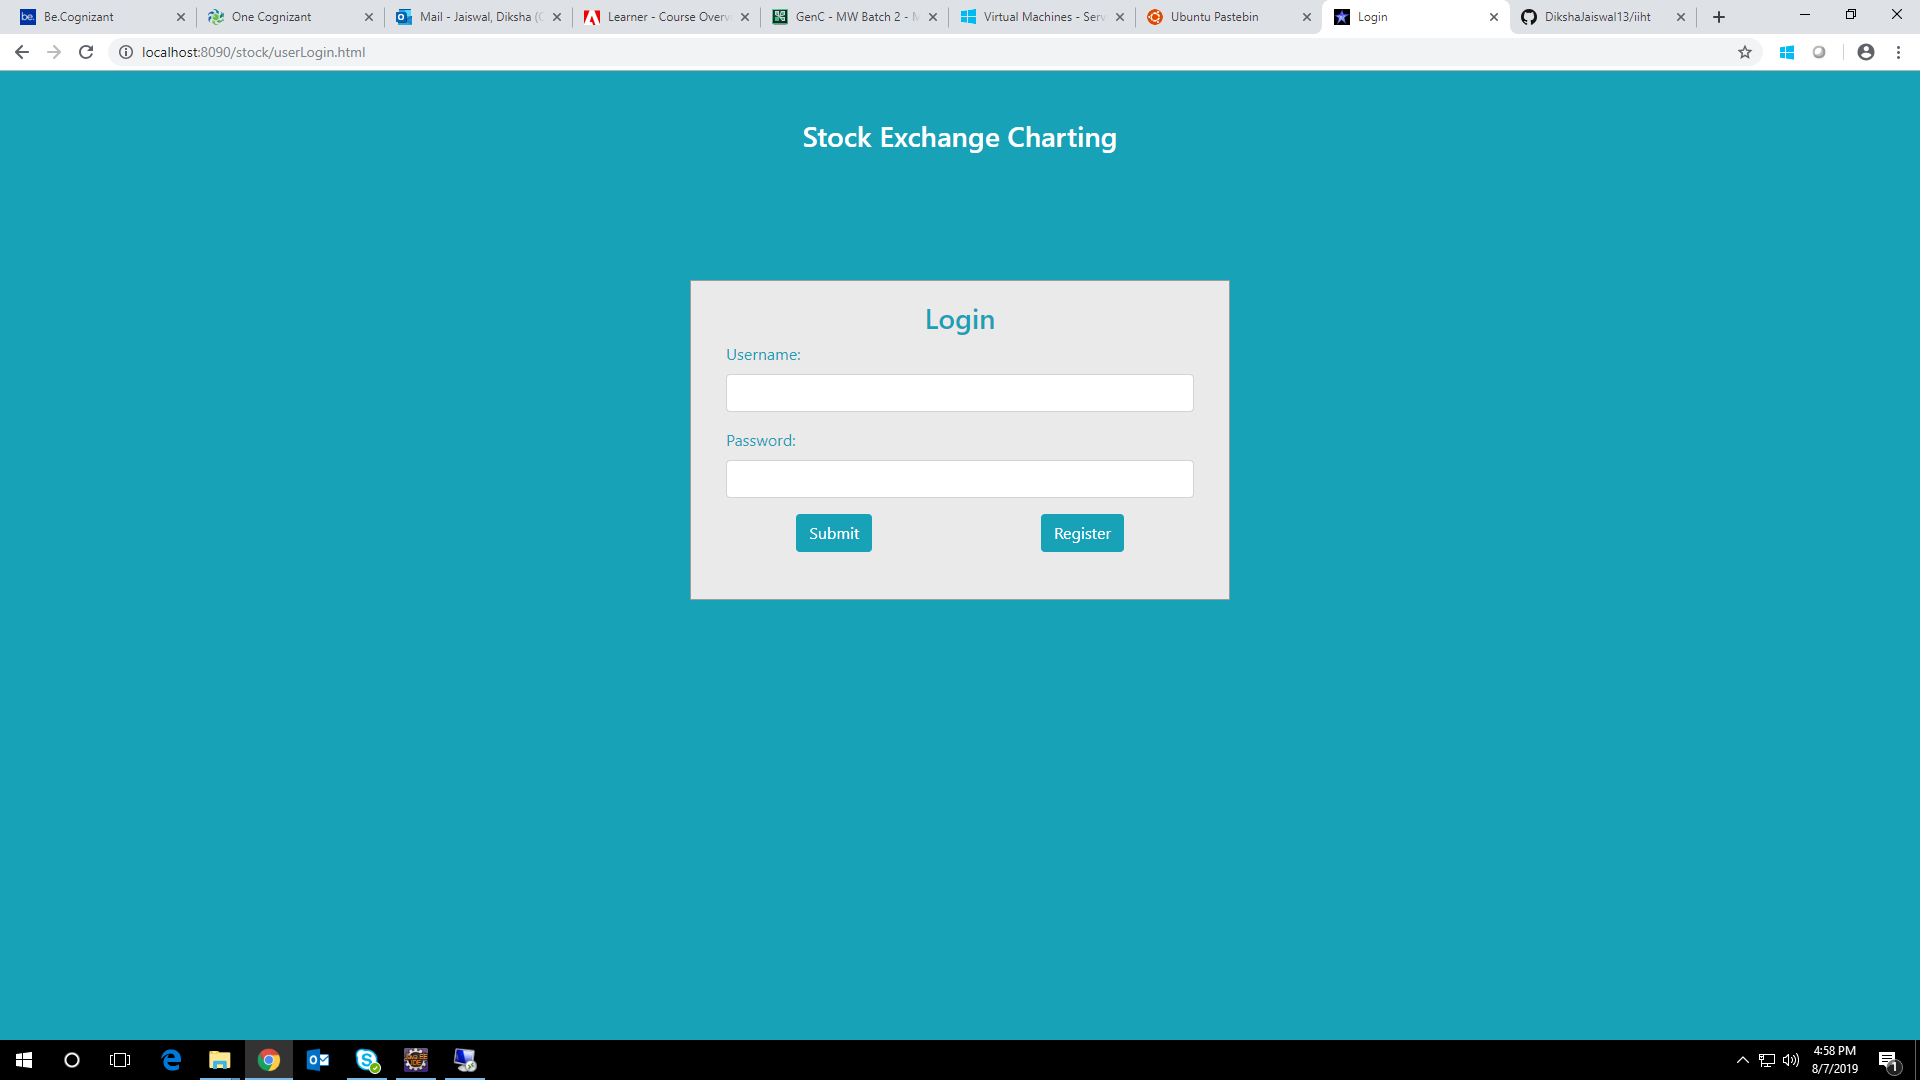 be. Be.Cognizant
One Cognizant
Mail - Jaiswal, Diksha (
Learner - Course Overv
GenC - MW Batch 2 -
Virtual Machines - Serv
Ubuntu Pastebin
Login
DikshaJaiswal13/iiht
localhost:8090/stock/userLogin.html
Stock Exchange Charting
Login
Username:
Password:
Submit Register
4:58 PM
8/7/2019
1